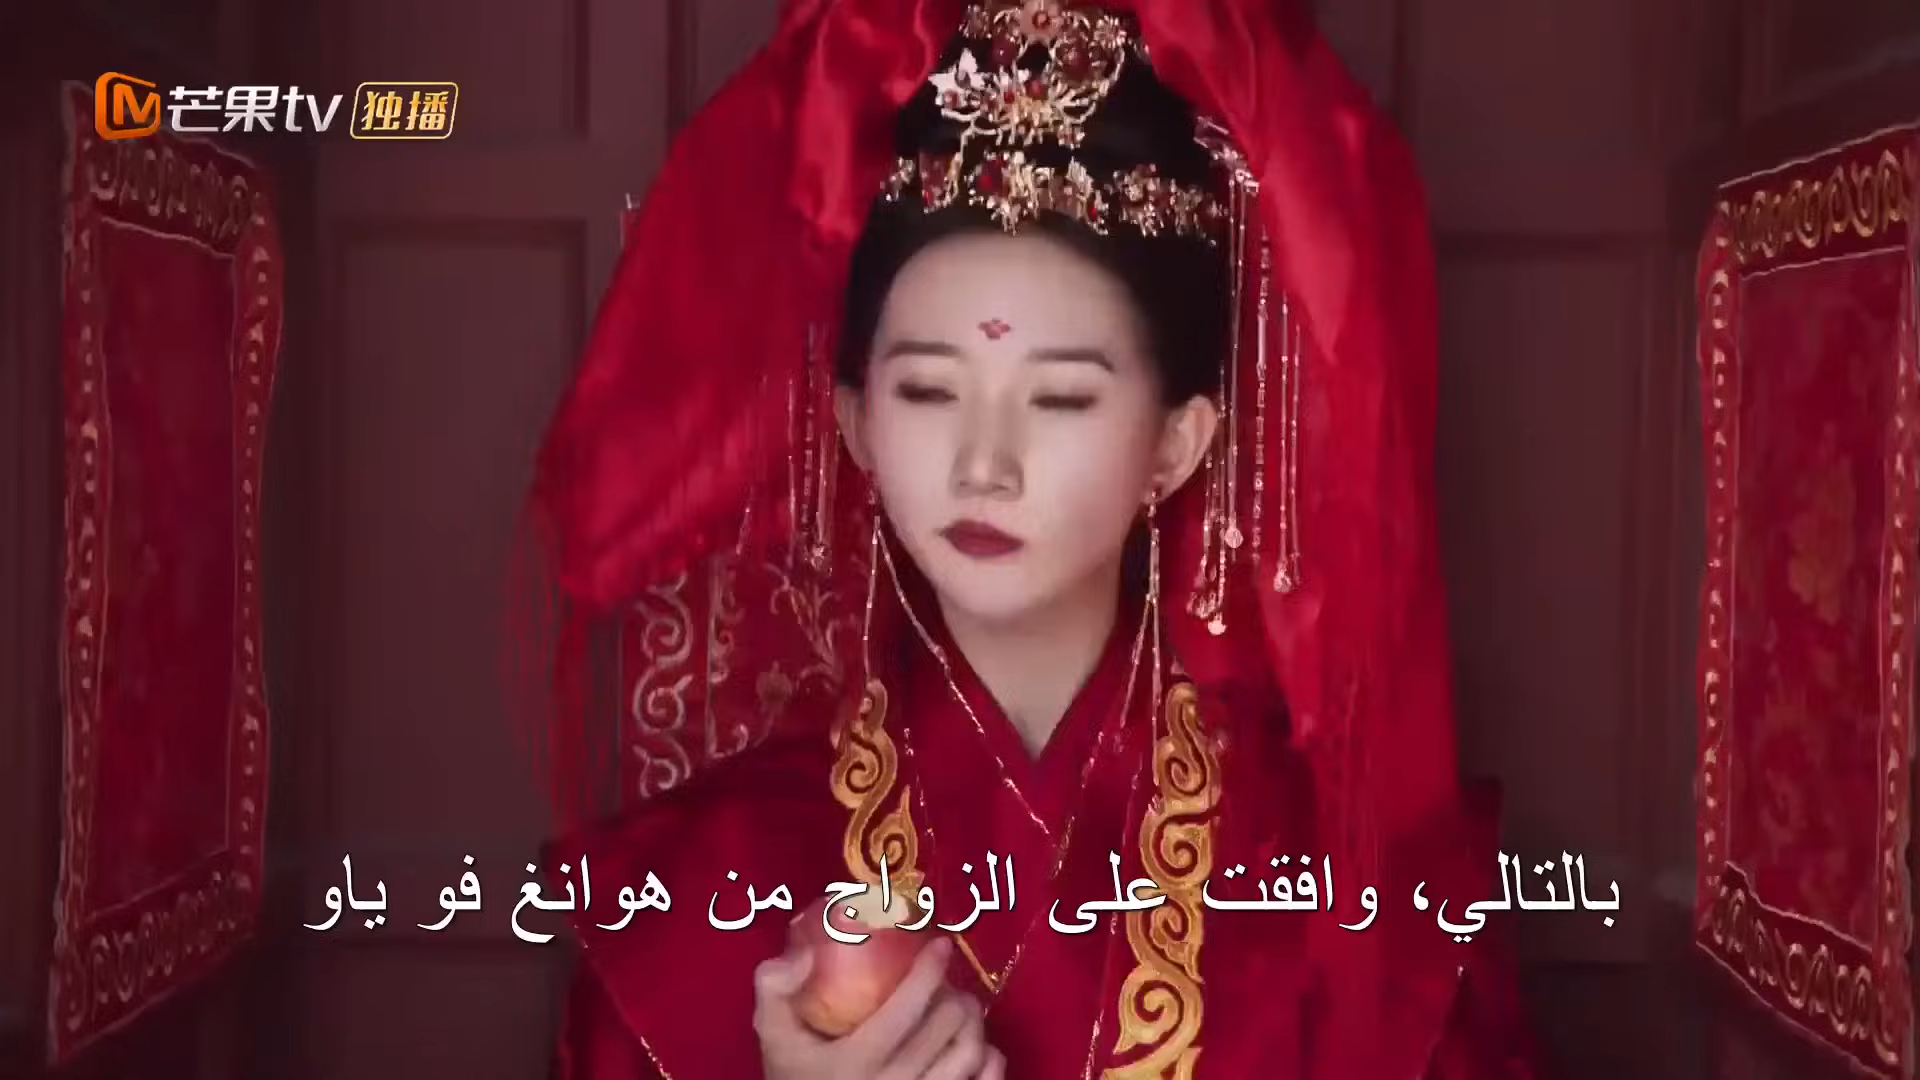 芒果tv 独播
بالتالي، وافقت على الزواج من هوانغ فو ياو